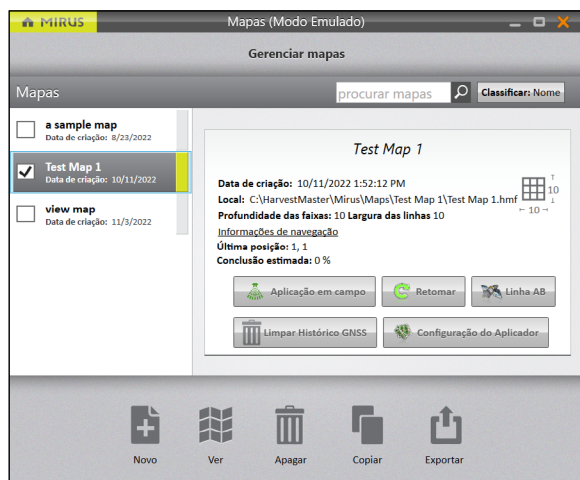 MIRUS
Mapas (Modo Emulado)
Gerenciar mapas
Mapas
procurar mapas
Classificar: Nome
a sample map
Data de criação: 8/23/2022
Test Map 1
Data de criação: 10/11/2022
view map
Data de criação: 11/3/2022
Test Map 1
Data de criação: 10/11/2022 1:52:12 PM
Local: C:\HarvestMaster\Mirus\Maps\Test Map 1\Test Map 1.hmf
Profundidade das faixas: 10 Largura das linhas 10
10
10
Informações de navegação
Última posição: 1, 1
Conclusão estimada: 0 %
Aplicação em campo
Retomar
Linha AB
Limpar Histórico GNSS
Configuração do Aplicador
Novo
Ver
Apagar
Copiar
Exportar